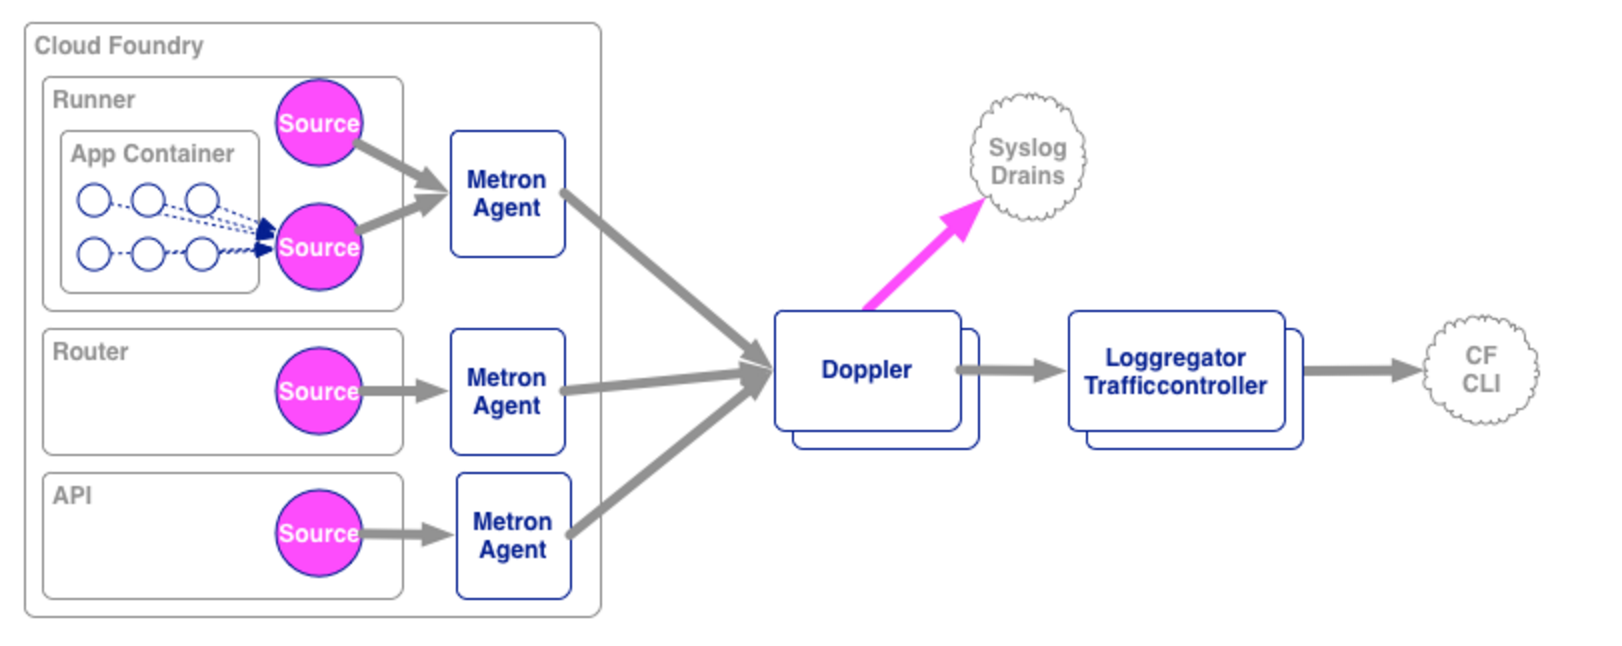 Cloud Foundry
Runner
Source
App Container
Source
Metron
Agent
Router
Source
Metron
Agent
API
Source
Metron
Agent
Syslog
Drains
Doppler
Loggregator
Trafficcontroller
CF
CLI